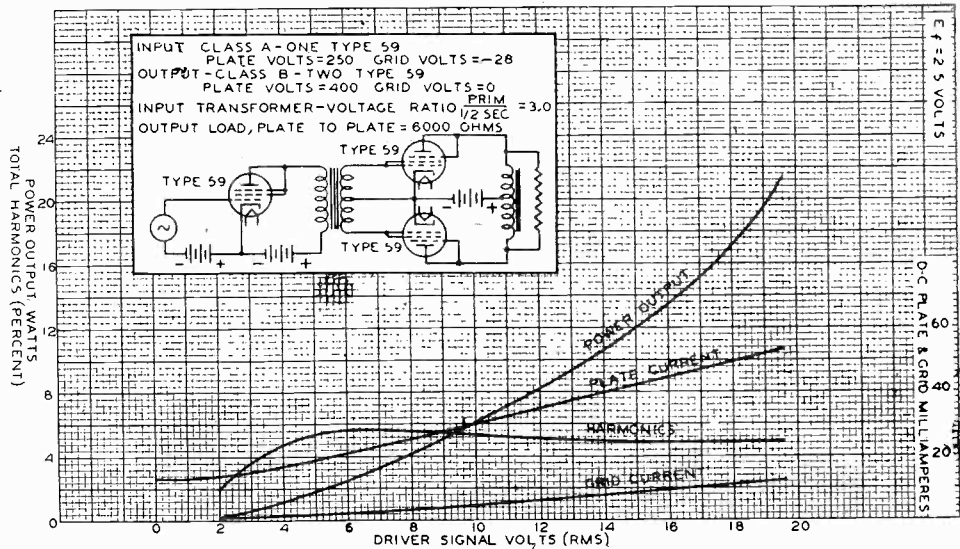 INPUT CLASS A - ONE TYPE 59
PLATE VOLTS=250 GRID VOLTS=-28
OUTPUT-CLASS B - TWO TYPE 59
PLATE VOLTS=400 GRID VOLTS=0
INPUT TRANSFORMER-VOLTAGE RATIO PRIM / 1/2 SEC =3.0
OUTPUT LOAD, PLATE TO PLATE = 6000 OHMS
TYPE 59
TYPE 59
TYPE 59
- + - +
- +
Ef = 2 5 VOLTS
POWER OUTPUT
PLATE CURRENT
HARMONICS
GRID CURRENT
24
22
20
16
12
8
4
0
POWER OUTPUT WATTS
TOTAL HARMONICS (PERCENT)
60
40
20
D-C PLATE & GRID MILLIAMPERES
0 2 4 6 8 10 12 14 16 18 20
DRIVER SIGNAL VOLTS (RMS)